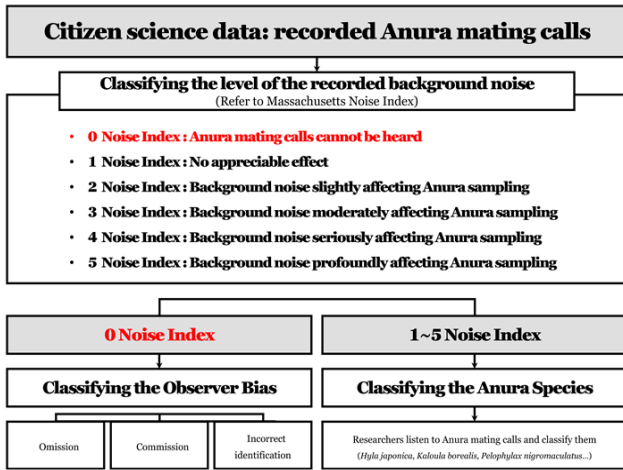 Citizen science data: recorded Anura mating calls
Classifying the level of the recorded background noise
(Refer to Massachusetts Noise Index)
• 0 Noise Index : Anura mating calls cannot be heard
• 1 Noise Index : No appreciable effect
• 2 Noise Index : Background noise slightly affecting Anura sampling
• 3 Noise Index : Background noise moderately affecting Anura sampling
• 4 Noise Index : Background noise seriously affecting Anura sampling
• 5 Noise Index : Background noise profoundly affecting Anura sampling
0 Noise Index
1~5 Noise Index
Classifying the Observer Bias
Classifying the Anura Species
Omission
Commission
Incorrect
identification
Researchers listen to Anura mating calls and classify them
(Hyla japonica, Kaloula borealis, Pelophylax nigromaculatus...)